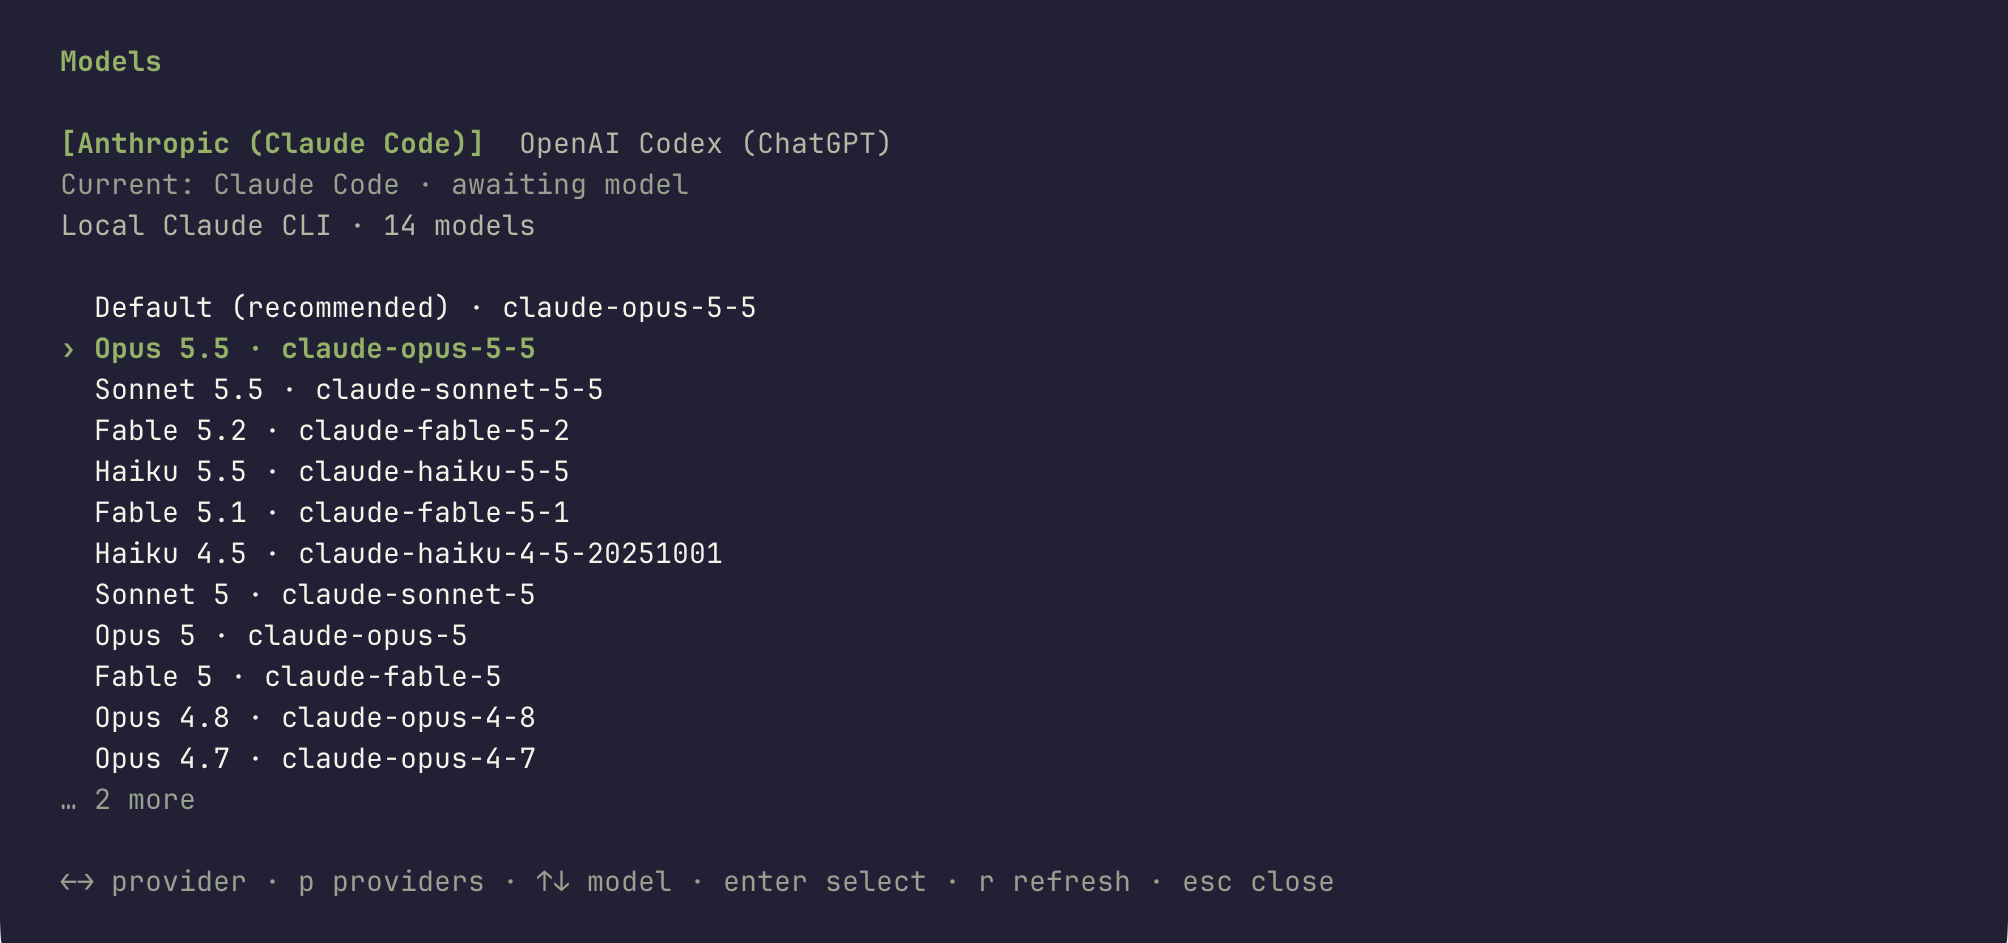 Models
[Anthropic (Claude Code)]  OpenAI Codex (ChatGPT)
Current: Claude Code · awaiting model
Local Claude CLI · 14 models
Default (recommended) · claude-opus-5-5
› Opus 5.5 · claude-opus-5-5
Sonnet 5.5 · claude-sonnet-5-5
Fable 5.2 · claude-fable-5-2
Haiku 5.5 · claude-haiku-5-5
Fable 5.1 · claude-fable-5-1
Haiku 4.5 · claude-haiku-4-5-20251001
Sonnet 5 · claude-sonnet-5
Opus 5 · claude-opus-5
Fable 5 · claude-fable-5
Opus 4.8 · claude-opus-4-8
Opus 4.7 · claude-opus-4-7
… 2 more
←→ provider · p providers · ↑↓ model · enter select · r refresh · esc close